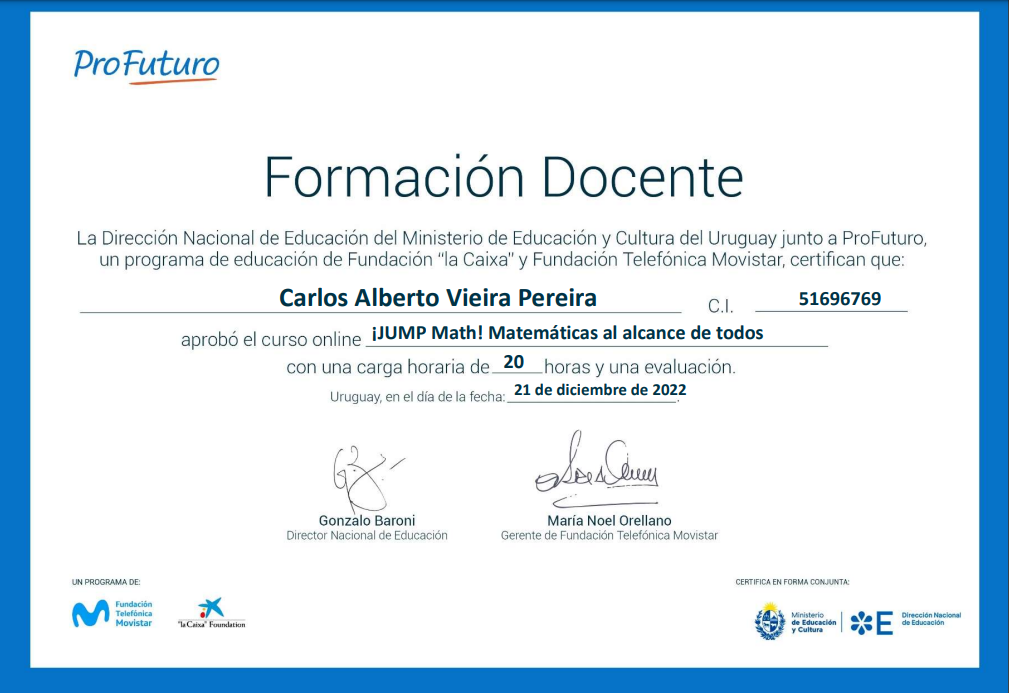 ProFuturo
Formación Docente
La Dirección Nacional de Educación del Ministerio de Educación y Cultura del Uruguay junto a ProFuturo,
un programa de educación de Fundación “la Caixa” y Fundación Telefónica Movistar, certifican que:
Carlos Alberto Vieira Pereira C.I. 51696769
aprobó el curso online ¡JUMP Math! Matemáticas al alcance de todos
con una carga horaria de 20 horas y una evaluación.
Uruguay, en el día de la fecha: 21 de diciembre de 2022.
Gonzalo Baroni
Director Nacional de Educación
María Noel Orellano
Gerente de Fundación Telefónica Movistar
UN PROGRAMA DE:
Fundación
Telefónica
Movistar
"la Caixa" Foundation
CERTIFICA EN FORMA CONJUNTA:
Ministerio
de Educación
y Cultura
E
Dirección Nacional
de Educación